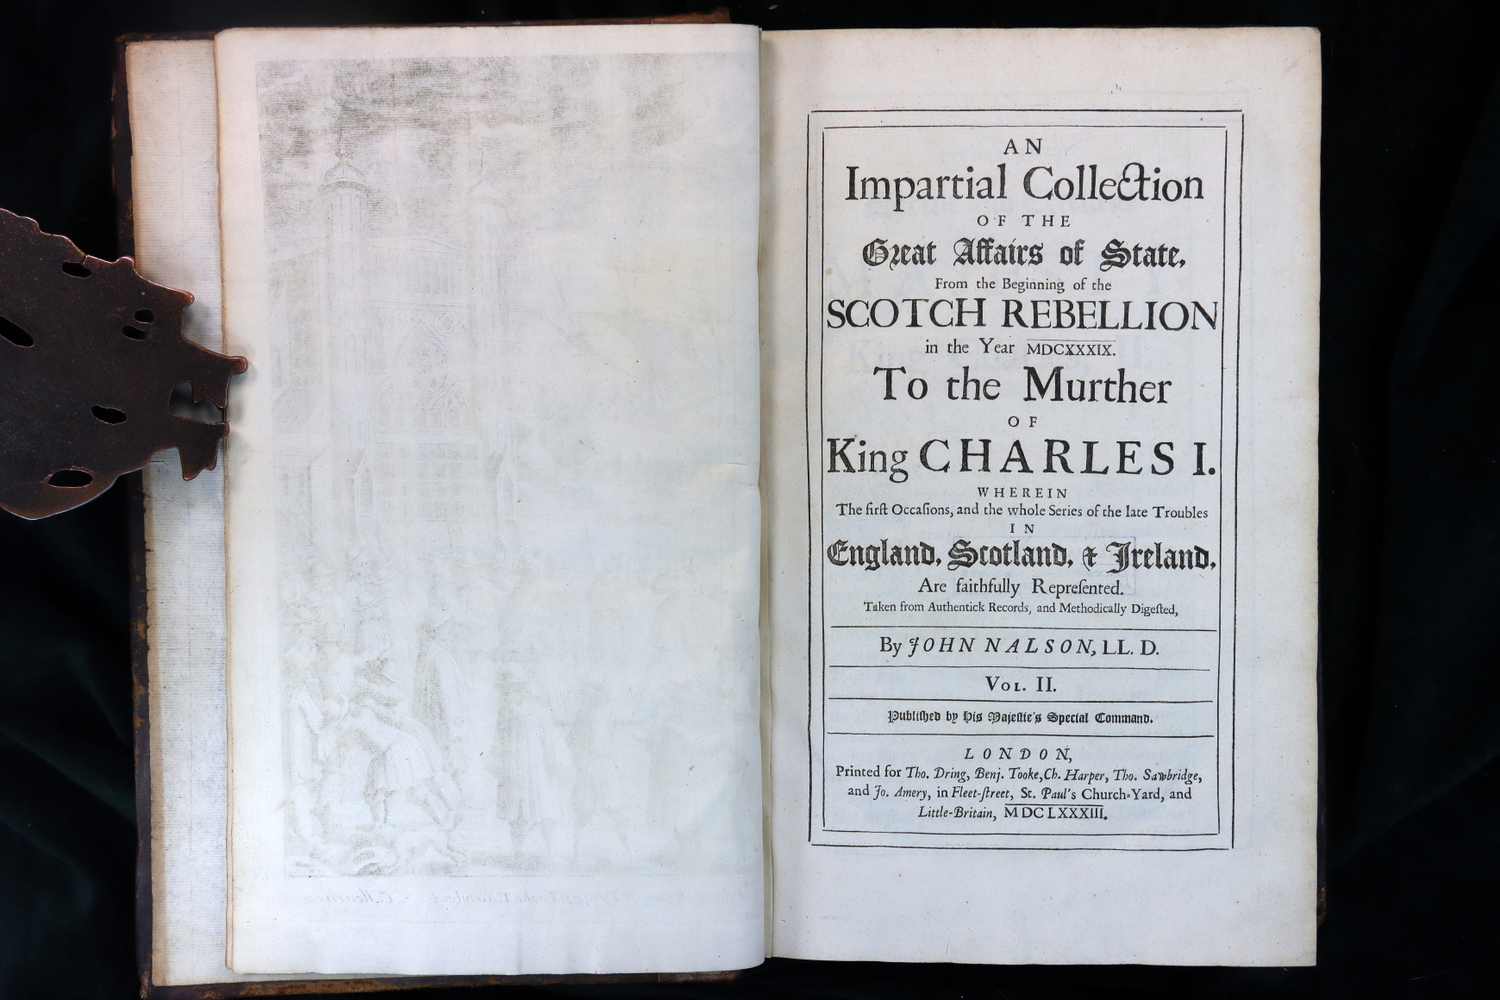 AN
Impartial Collection
OF THE
Great Affairs of State,
From the Beginning of the
SCOTCH REBELLION
in the Year MDCXXXIX.
To the Murther
OF
King CHARLES I.
WHEREIN
The firſt Occaſions, and the whole Series of the late Troubles
IN
England, Scotland, & Ireland,
Are faithfully Repreſented.
Taken from Authentick Records, and Methodically Digeſted,
By JOHN NALSON, LL. D.
VOL. II.
Publiſhed by His Majeſtie's Special Command.
LONDON,
Printed for Tho. Dring, Benj. Tooke, Ch. Harper, Tho. Sawbridge,
and Jo. Amery, in Fleet-ſtreet, St. Paul's Church-Yard, and
Little-Britain, MDCLXXXIII.